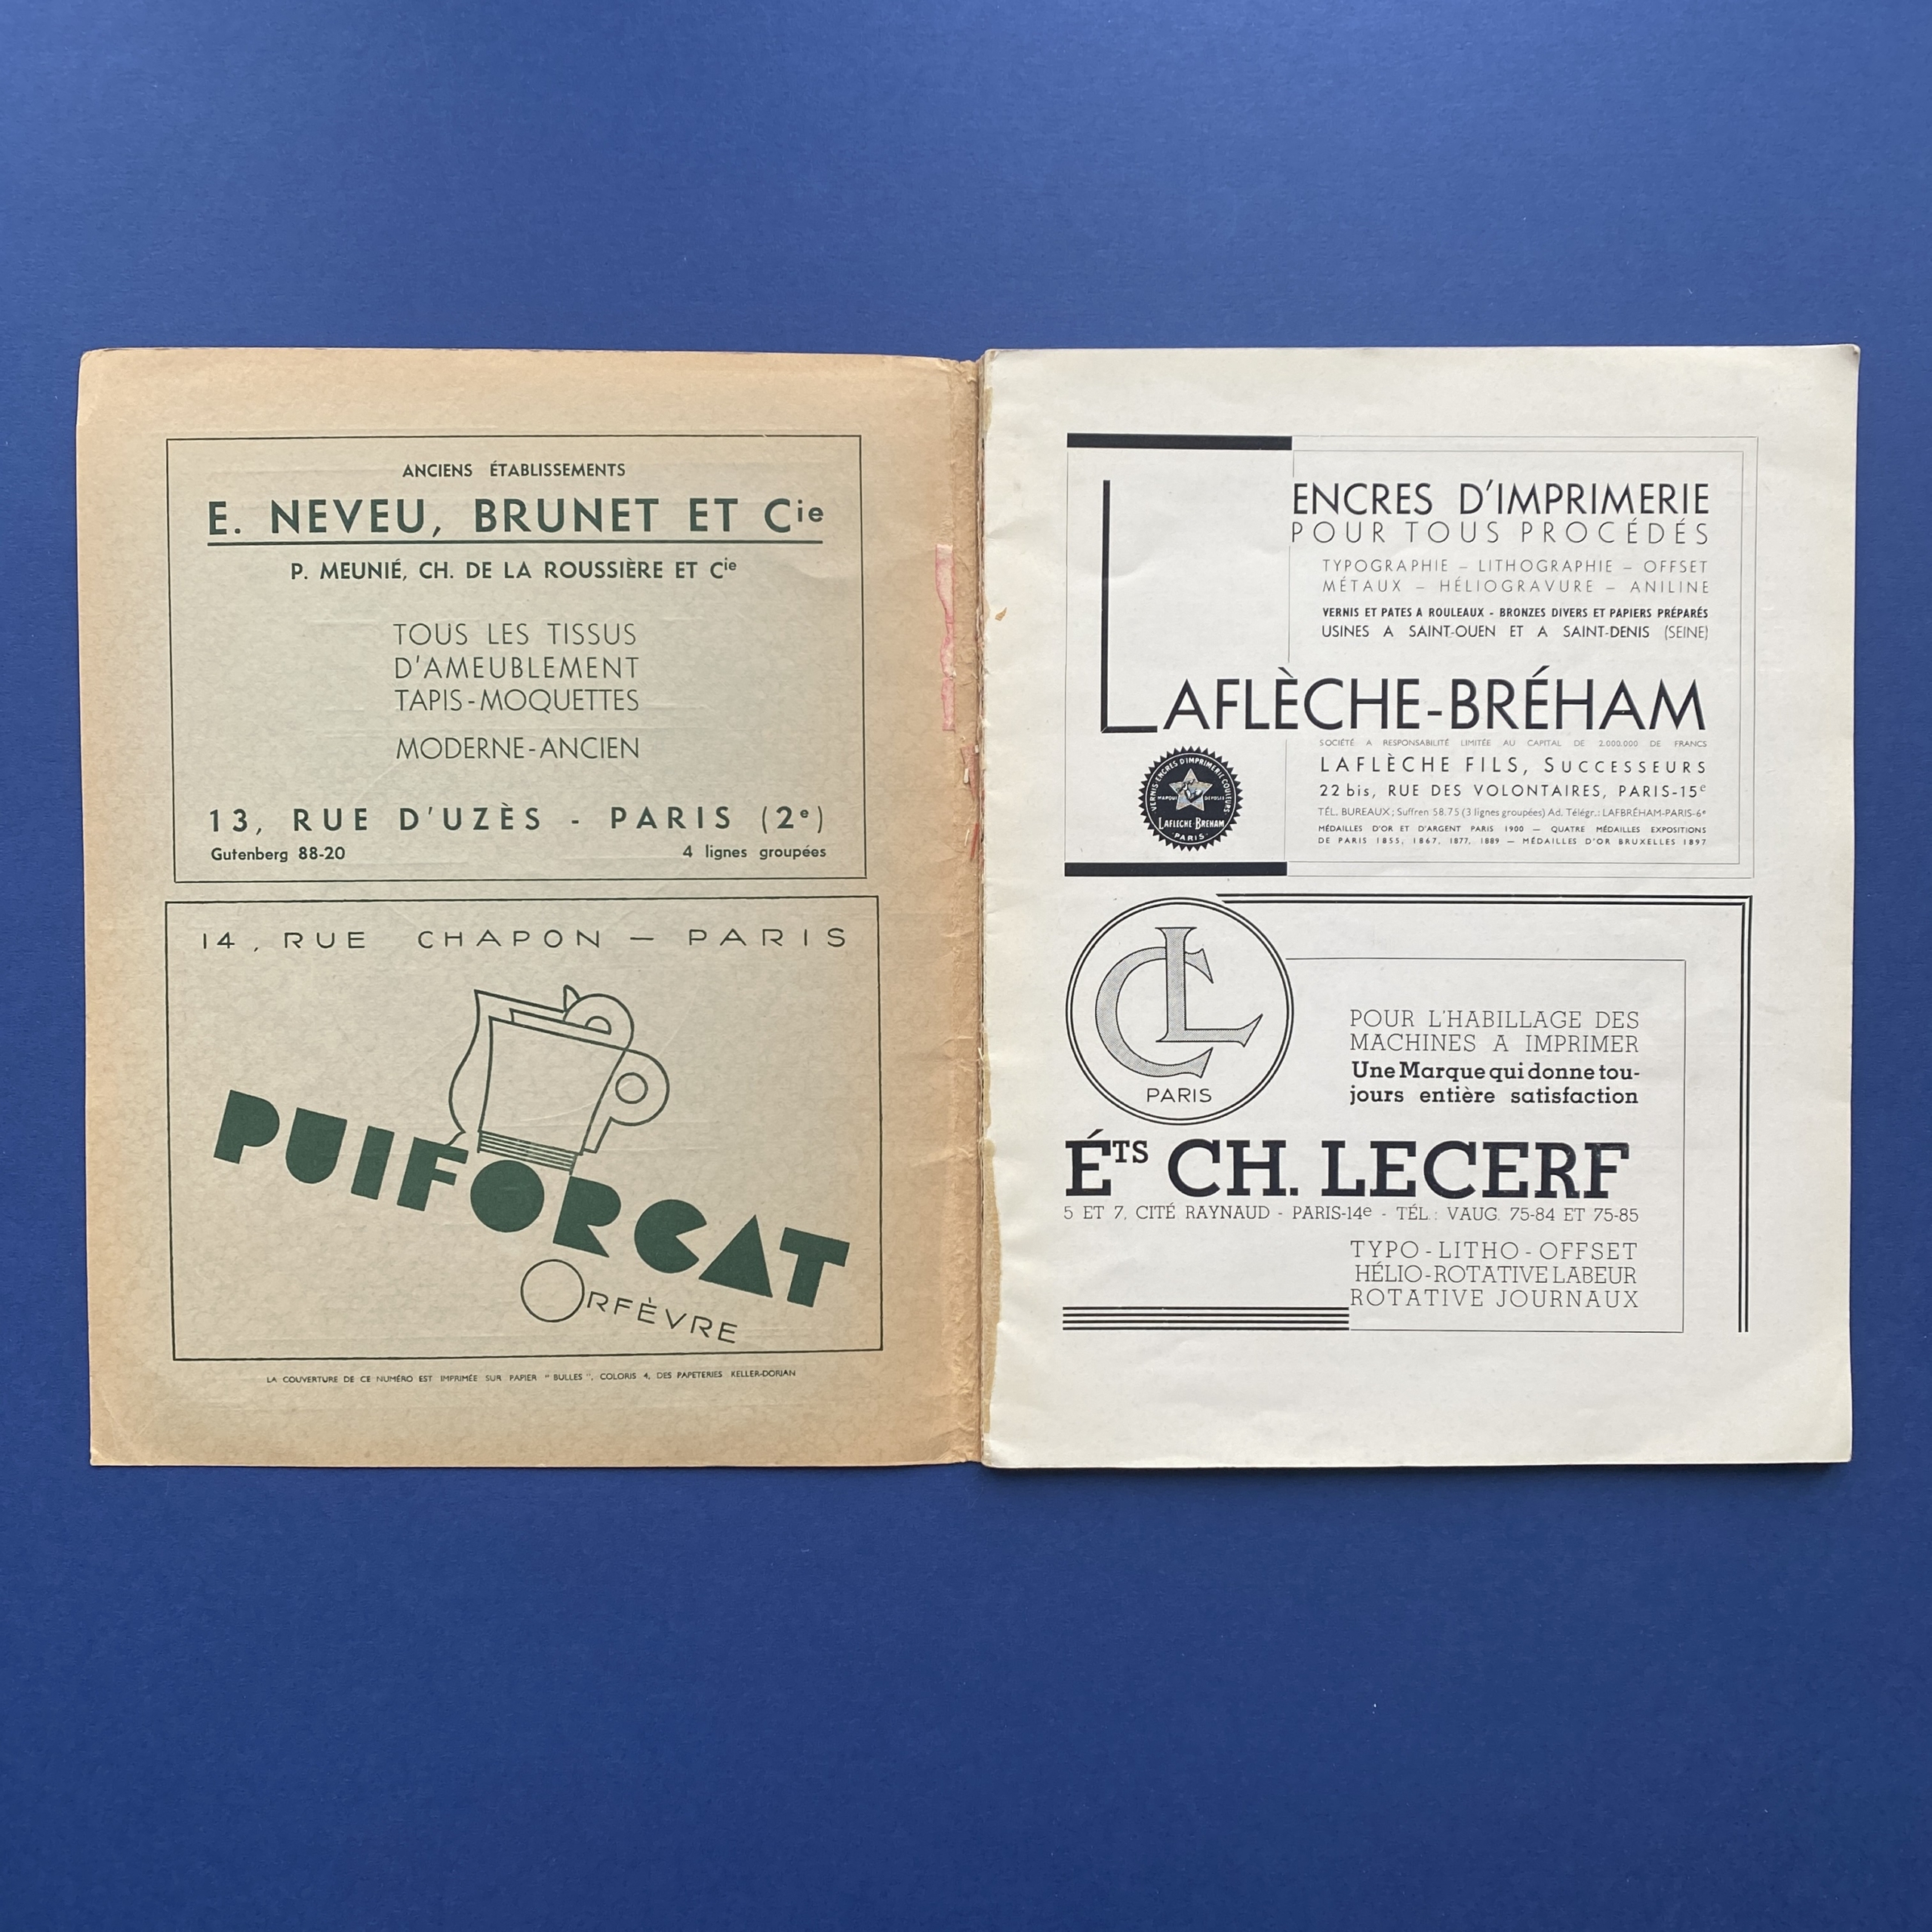 ANCIENS ÉTABLISSEMENTS
E. NEVEU, BRUNET ET Cie
P. MEUNIÉ, CH. DE LA ROUSSIÈRE ET Cie
TOUS LES TISSUS
D'AMEUBLEMENT
TAPIS-MOQUETTES
MODERNE-ANCIEN
13, RUE D'UZÈS - PARIS (2e)
Gutenberg 88-20 4 lignes groupées
14, RUE CHAPON — PARIS
PUIFORCAT
ORFÈVRE
LA COUVERTURE DE CE NUMÉRO EST IMPRIMÉE SUR PAPIER "BULLES", COLORIS 4, DES PAPETERIES KELLER-DORIAN
ENCRES D'IMPRIMERIE
POUR TOUS PROCÉDÉS
TYPOGRAPHIE – LITHOGRAPHIE – OFFSET
MÉTAUX – HÉLIOGRAVURE – ANILINE
VERNIS ET PATES A ROULEAUX - BRONZES DIVERS ET PAPIERS PRÉPARÉS
USINES A SAINT-OUEN ET A SAINT-DENIS (SEINE)
LAFLÈCHE-BRÉHAM
SOCIÉTÉ A RESPONSABILITÉ LIMITÉE AU CAPITAL DE 2.000.000 DE FRANCS
LAFLÈCHE FILS, SUCCESSEURS
22 bis, RUE DES VOLONTAIRES, PARIS-15e
TÉL. BUREAUX; Suffren 58.75 (3 lignes groupées) Ad. Télégr.: LAFBRÉHAM-PARIS-6e
MÉDAILLES D'OR ET D'ARGENT PARIS 1900 — QUATRE MÉDAILLES EXPOSITIONS
DE PARIS 1855, 1867, 1877, 1889 — MÉDAILLES D'OR BRUXELLES 1897
VERNIS·ENCRES D'IMPRIMERIE COULEURS
MARQUE DÉPOSÉE
LAFLECHE-BREHAM
·PARIS·
CL
PARIS
POUR L'HABILLAGE DES
MACHINES A IMPRIMER
Une Marque qui donne tou-
jours entière satisfaction
ÉTS CH. LECERF
5 ET 7, CITÉ RAYNAUD - PARIS-14e - TÉL.: VAUG. 75-84 ET 75-85
TYPO - LITHO - OFFSET
HÉLIO-ROTATIVE LABEUR
ROTATIVE JOURNAUX